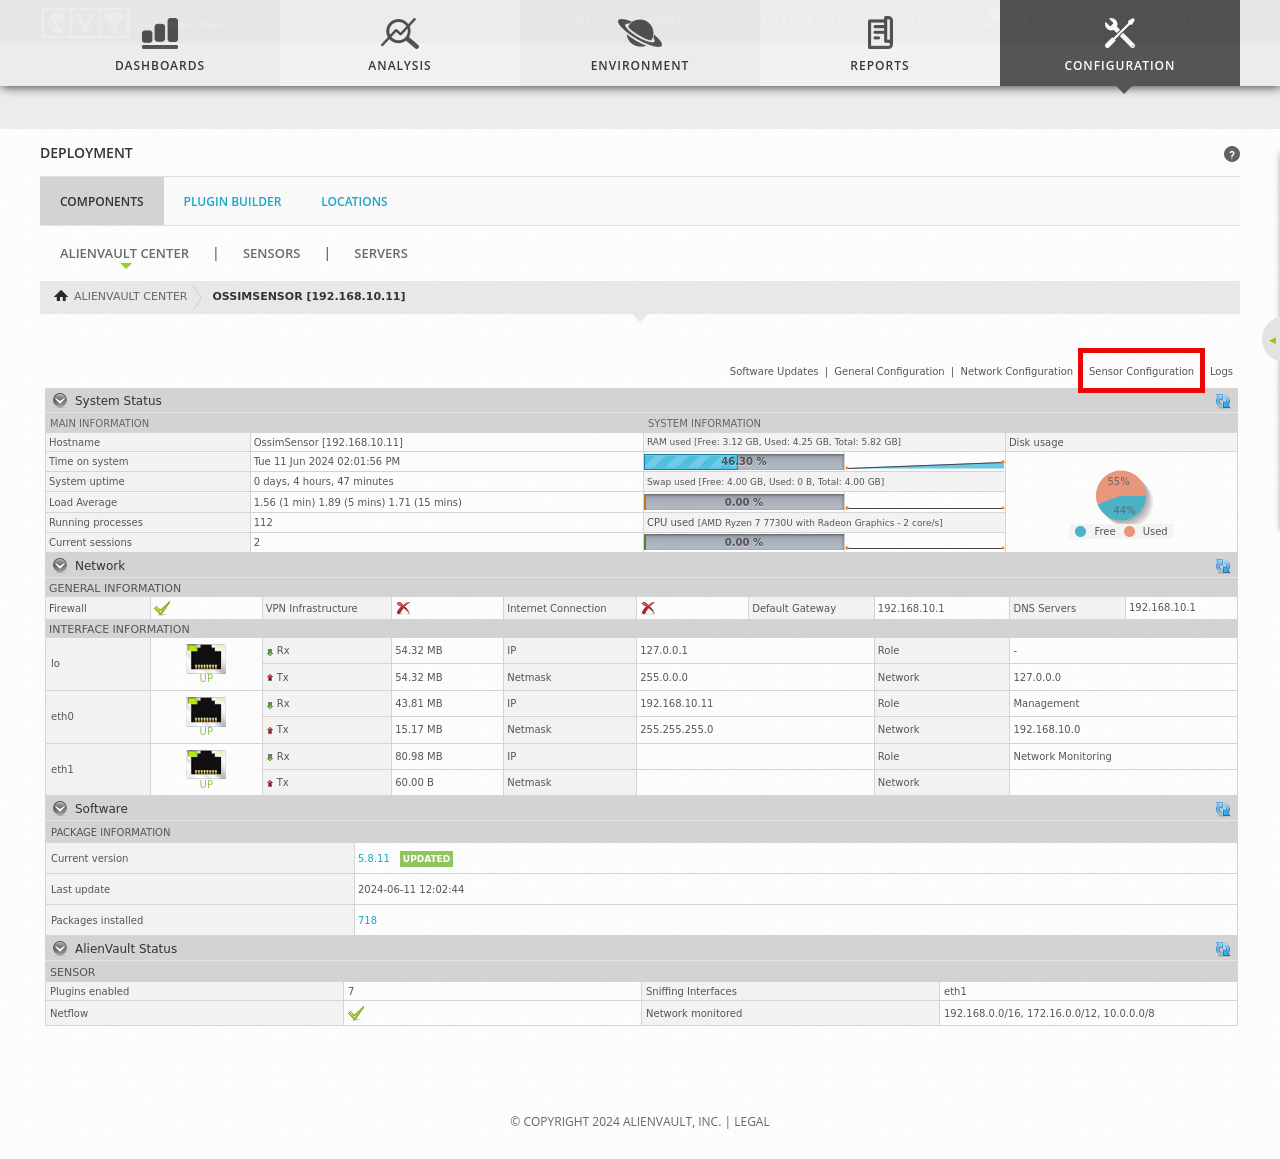 DASHBOARDS ANALYSIS ENVIRONMENT REPORTS CONFIGURATION
DEPLOYMENT ?
COMPONENTS PLUGIN BUILDER LOCATIONS
ALIENVAULT CENTER | SENSORS | SERVERS
ALIENVAULT CENTER OSSIMSENSOR [192.168.10.11]
Software Updates | General Configuration | Network Configuration Sensor Configuration Logs
System Status
MAIN INFORMATION SYSTEM INFORMATION
Hostname OssimSensor [192.168.10.11] RAM used [Free: 3.12 GB, Used: 4.25 GB, Total: 5.82 GB] Disk usage
Time on system Tue 11 Jun 2024 02:01:56 PM 46.30 %
System uptime 0 days, 4 hours, 47 minutes Swap used [Free: 4.00 GB, Used: 0 B, Total: 4.00 GB] 55%
Load Average 1.56 (1 min) 1.89 (5 mins) 1.71 (15 mins) 0.00 % 44%
Running processes 112 CPU used [AMD Ryzen 7 7730U with Radeon Graphics - 2 core/s] Free Used
Current sessions 2 0.00 %
Network
GENERAL INFORMATION
Firewall VPN Infrastructure Internet Connection Default Gateway 192.168.10.1 DNS Servers 192.168.10.1
INTERFACE INFORMATION
lo UP Rx 54.32 MB IP 127.0.0.1 Role -
Tx 54.32 MB Netmask 255.0.0.0 Network 127.0.0.0
eth0 UP Rx 43.81 MB IP 192.168.10.11 Role Management
Tx 15.17 MB Netmask 255.255.255.0 Network 192.168.10.0
eth1 UP Rx 80.98 MB IP Role Network Monitoring
Tx 60.00 B Netmask Network
Software
PACKAGE INFORMATION
Current version 5.8.11 UPDATED
Last update 2024-06-11 12:02:44
Packages installed 718
AlienVault Status
SENSOR
Plugins enabled 7 Sniffing Interfaces eth1
Netflow Network monitored 192.168.0.0/16, 172.16.0.0/12, 10.0.0.0/8
© COPYRIGHT 2024 ALIENVAULT, INC. | LEGAL